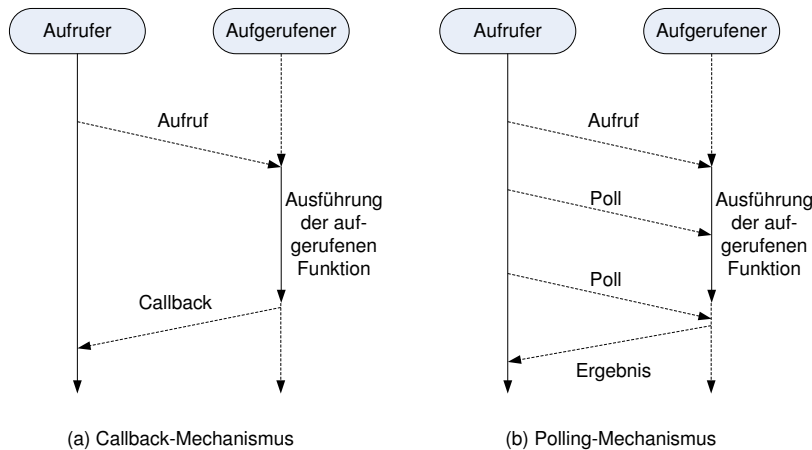 Aufrufer
Aufgerufener
Aufruf
Ausführung
der auf-
gerufenen
Funktion
Callback
(a) Callback-Mechanismus
Aufrufer
Aufgerufener
Aufruf
Poll
Ausführung
der auf-
gerufenen
Funktion
Poll
Ergebnis
(b) Polling-Mechanismus